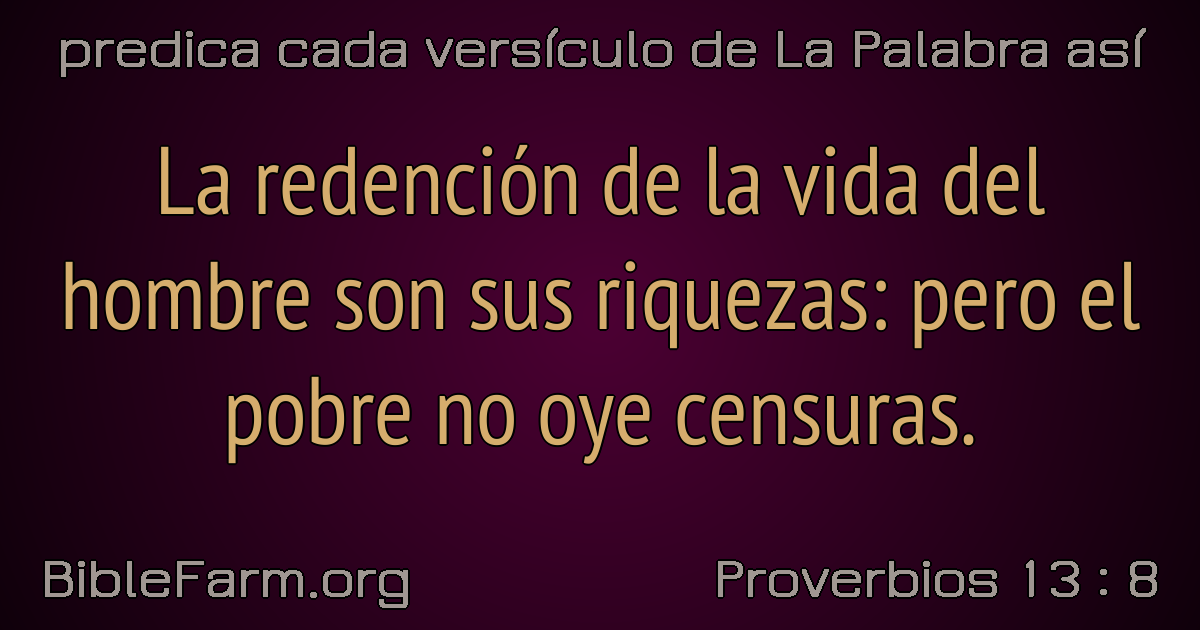 predica cada versículo de La Palabra así
La redención de la vida del
hombre son sus riquezas: pero el
pobre no oye censuras.
BibleFarm.org
Proverbios 13 : 8